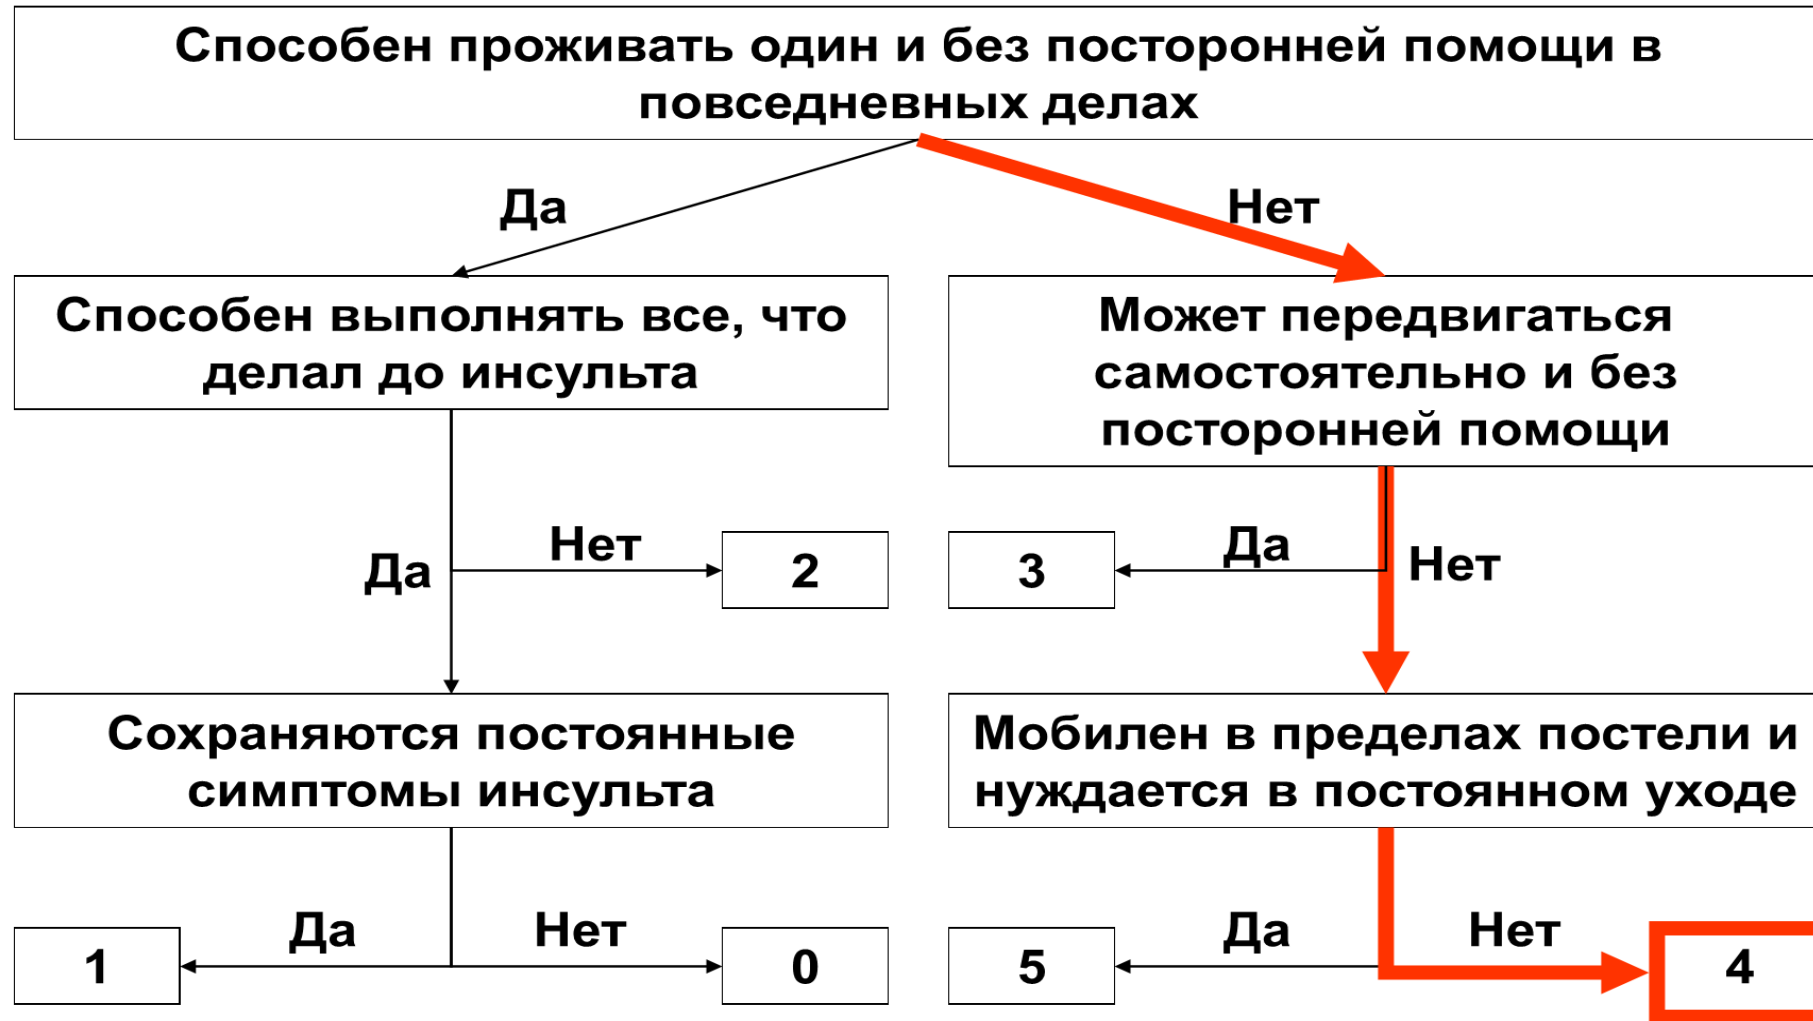 Способен проживать один и без посторонней помощи в
повседневных делах
Да
Нет
Способен выполнять все, что
делал до инсульта
Может передвигаться
самостоятельно и без
посторонней помощи
Да
Нет
2
3
Да
Нет
Сохраняются постоянные
симптомы инсульта
Мобилен в пределах постели и
нуждается в постоянном уходе
1
Да
Нет
0
5
Да
Нет
4